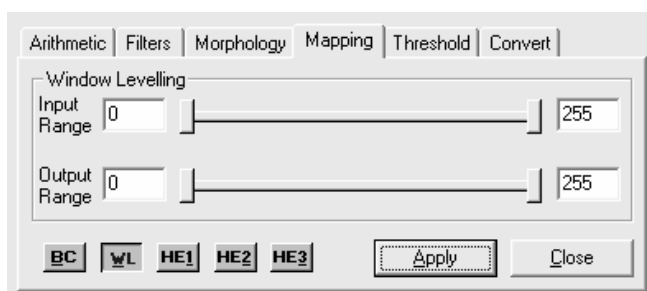 Arithmetic Filters Morphology Mapping Threshold Convert
Window Levelling
Input Range 0 255
Output Range 0 255
BC WL HE1 HE2 HE3 Apply Close